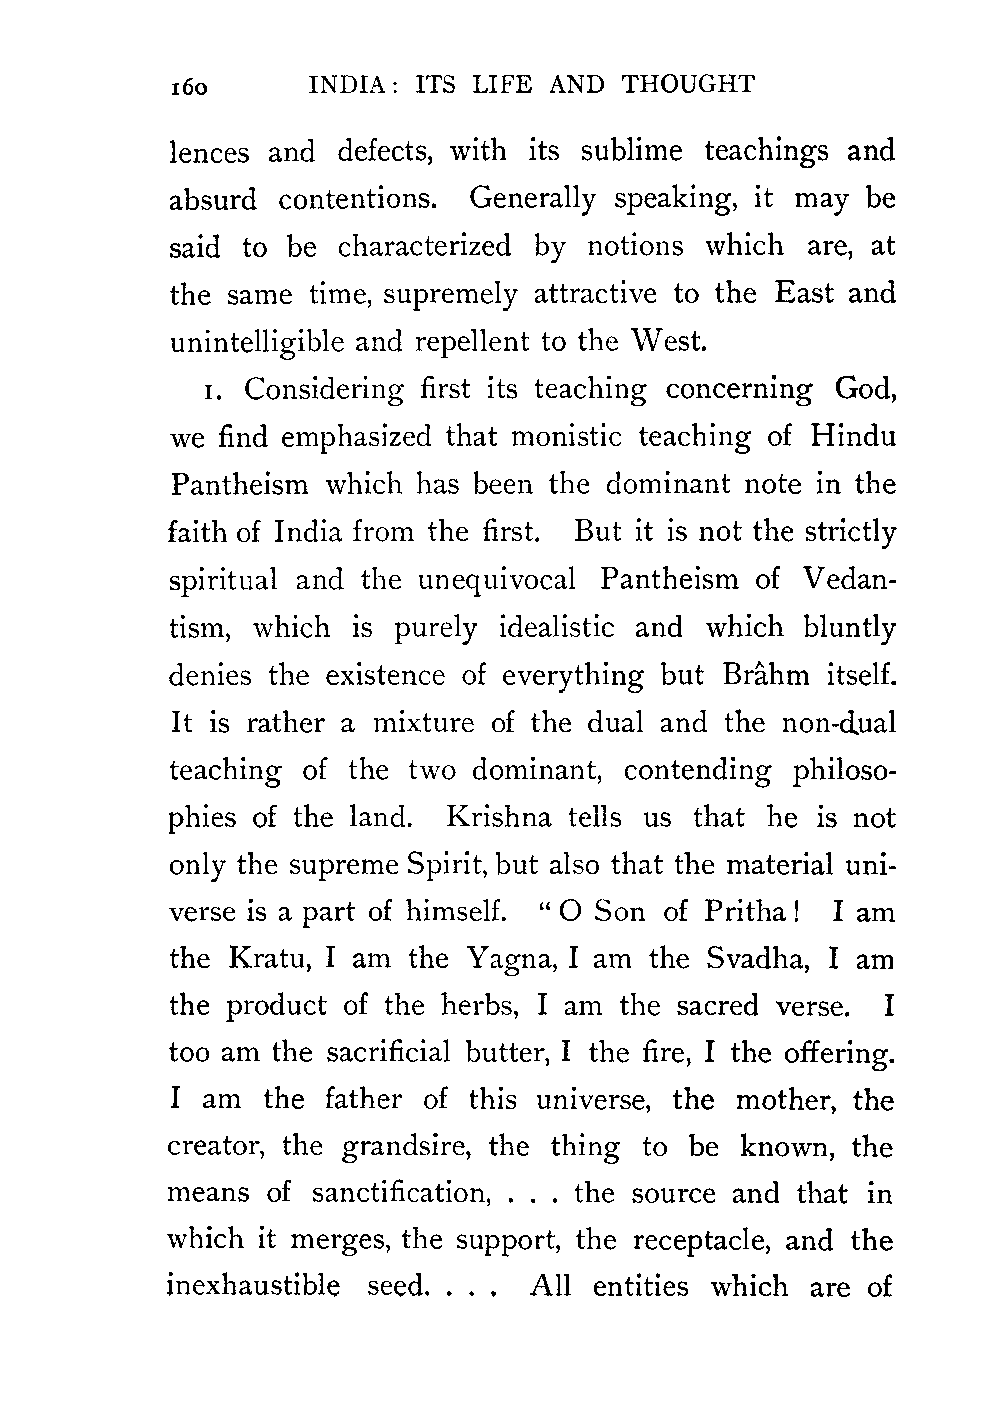 160 INDIA: ITS LIFE AND THOUGHT
lences and defects, with its sublime teachings and
absurd contentions. Generally speaking, it may be
said to be characterized by notions which are, at
the same time, supremely attractive to the East and
unintelligible and repellent to the West.
1. Considering first its teaching concerning God,
we find emphasized that monistic teaching of Hindu
Pantheism which has been the dominant note in the
faith of India from the first. But it is not the strictly
spiritual and the unequivocal Pantheism of Vedan-
tism, which is purely idealistic and which bluntly
denies the existence of everything but Brâhm itself.
It is rather a mixture of the dual and the non-dual
teaching of the two dominant, contending philoso-
phies of the land. Krishna tells us that he is not
only the supreme Spirit, but also that the material uni-
verse is a part of himself. “ O Son of Pritha! I am
the Kratu, I am the Yagna, I am the Svadha, I am
the product of the herbs, I am the sacred verse. I
too am the sacrificial butter, I the fire, I the offering.
I am the father of this universe, the mother, the
creator, the grandsire, the thing to be known, the
means of sanctification, . . . the source and that in
which it merges, the support, the receptacle, and the
inexhaustible seed. . . . All entities which are of